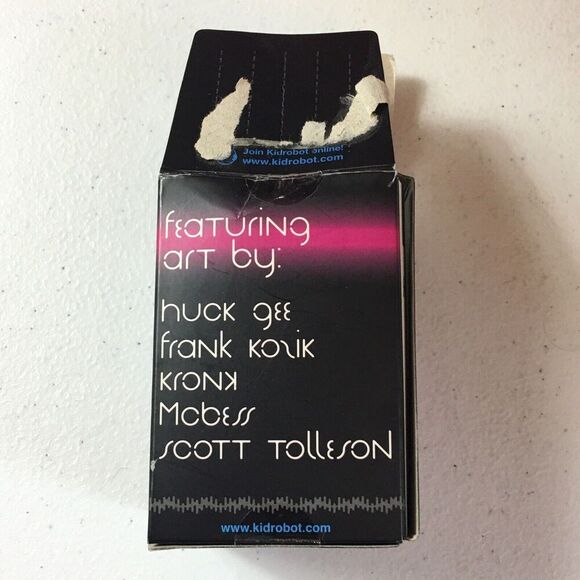 Join Kidrobot online!
www.kidrobot.com
featuring
art by:
huck gee
frank kozik
kronk
Mcbess
scott tolleson
www.kidrobot.com